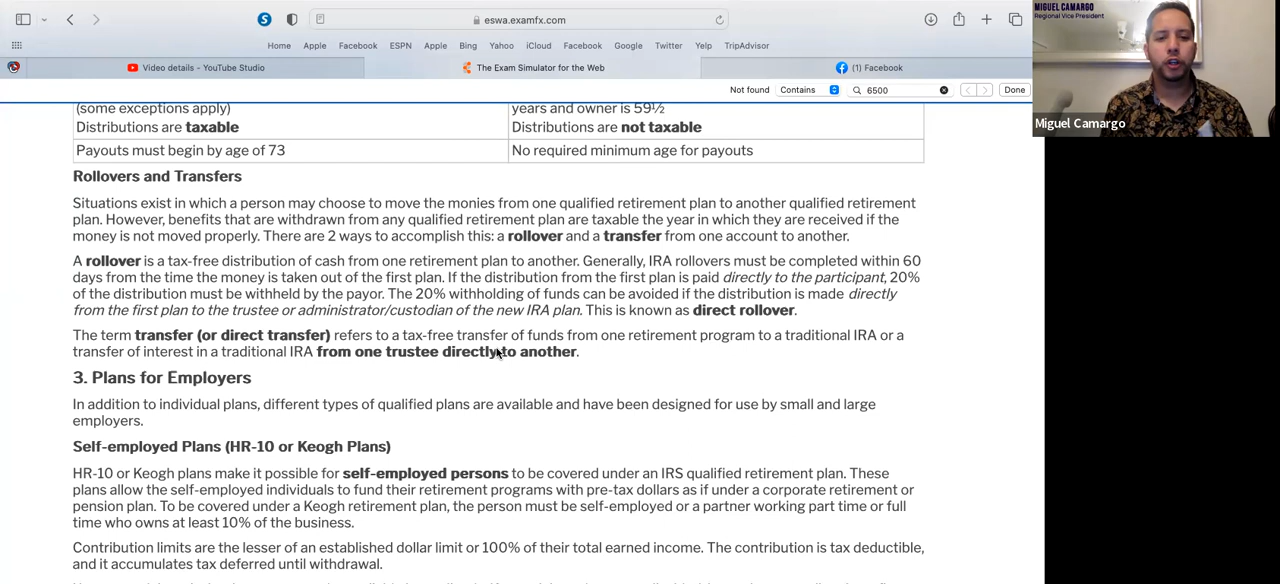 eswa.examfx.com
Home Apple Facebook ESPN Apple Bing Yahoo iCloud Facebook Google Twitter Yelp TripAdvisor
Video details - YouTube Studio
The Exam Simulator for the Web
(1) Facebook
Not found Contains 6500 Done
MIGUEL CAMARGO
Regional Vice President
Miguel Camargo
(some exceptions apply)
Distributions are taxable
years and owner is 59½
Distributions are not taxable
Payouts must begin by age of 73
No required minimum age for payouts
Rollovers and Transfers
Situations exist in which a person may choose to move the monies from one qualified retirement plan to another qualified retirement
plan. However, benefits that are withdrawn from any qualified retirement plan are taxable the year in which they are received if the
money is not moved properly. There are 2 ways to accomplish this: a rollover and a transfer from one account to another.
A rollover is a tax-free distribution of cash from one retirement plan to another. Generally, IRA rollovers must be completed within 60
days from the time the money is taken out of the first plan. If the distribution from the first plan is paid directly to the participant, 20%
of the distribution must be withheld by the payor. The 20% withholding of funds can be avoided if the distribution is made directly
from the first plan to the trustee or administrator/custodian of the new IRA plan. This is known as direct rollover.
The term transfer (or direct transfer) refers to a tax-free transfer of funds from one retirement program to a traditional IRA or a
transfer of interest in a traditional IRA from one trustee directly to another.
3. Plans for Employers
In addition to individual plans, different types of qualified plans are available and have been designed for use by small and large
employers.
Self-employed Plans (HR-10 or Keogh Plans)
HR-10 or Keogh plans make it possible for self-employed persons to be covered under an IRS qualified retirement plan. These
plans allow the self-employed individuals to fund their retirement programs with pre-tax dollars as if under a corporate retirement or
pension plan. To be covered under a Keogh retirement plan, the person must be self-employed or a partner working part time or full
time who owns at least 10% of the business.
Contribution limits are the lesser of an established dollar limit or 100% of their total earned income. The contribution is tax deductible,
and it accumulates tax deferred until withdrawal.